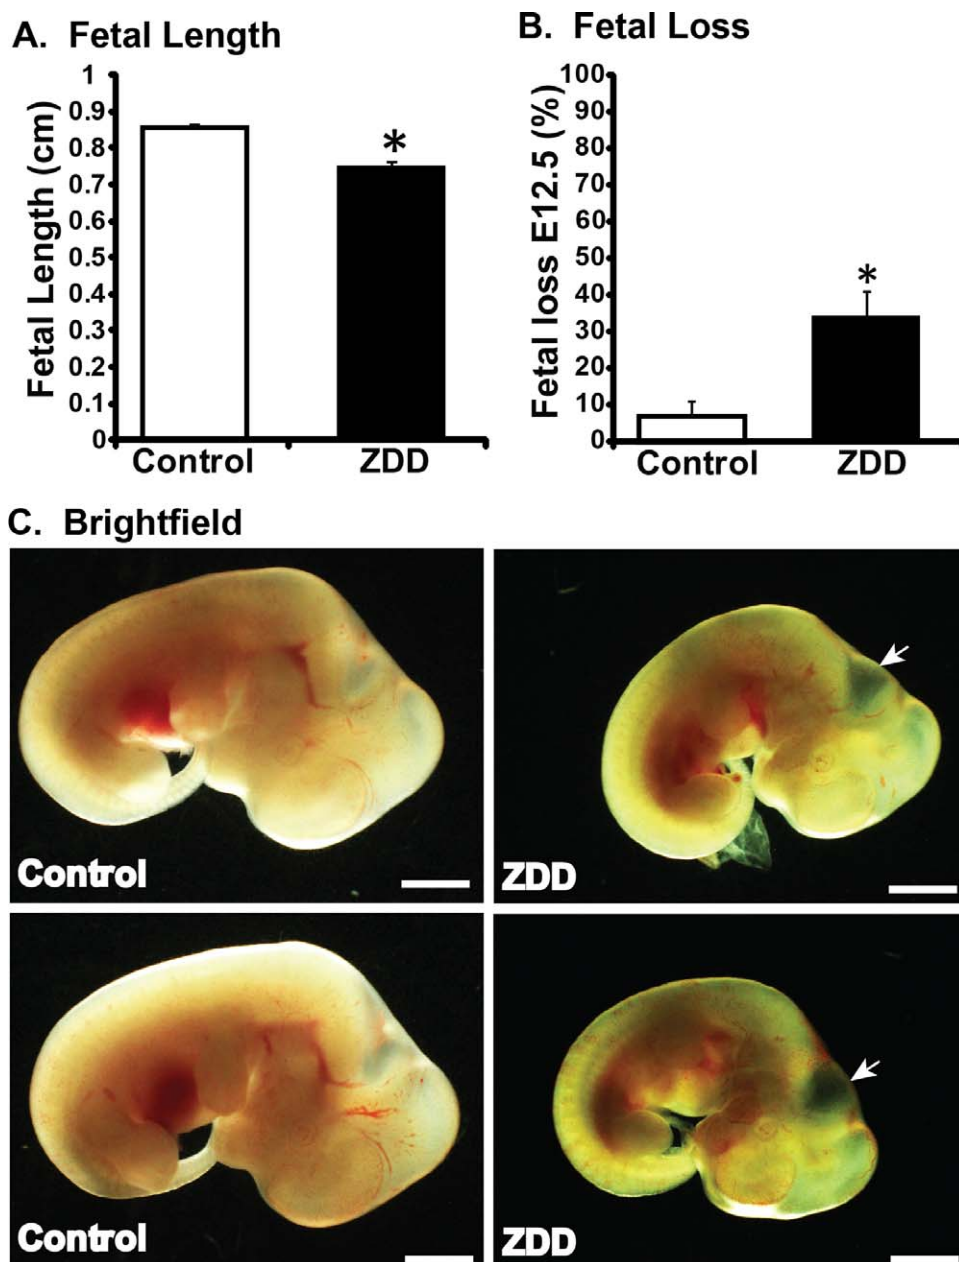 A. Fetal Length
Fetal Length (cm)
1
0.9
0.8
0.7
0.6
0.5
0.4
0.3
0.2
0.1
0
*
Control
ZDD
B. Fetal Loss
Fetal loss E12.5 (%)
100
90
80
70
60
50
40
30
20
10
0
*
Control
ZDD
C. Brightfield
Control
ZDD
Control
ZDD